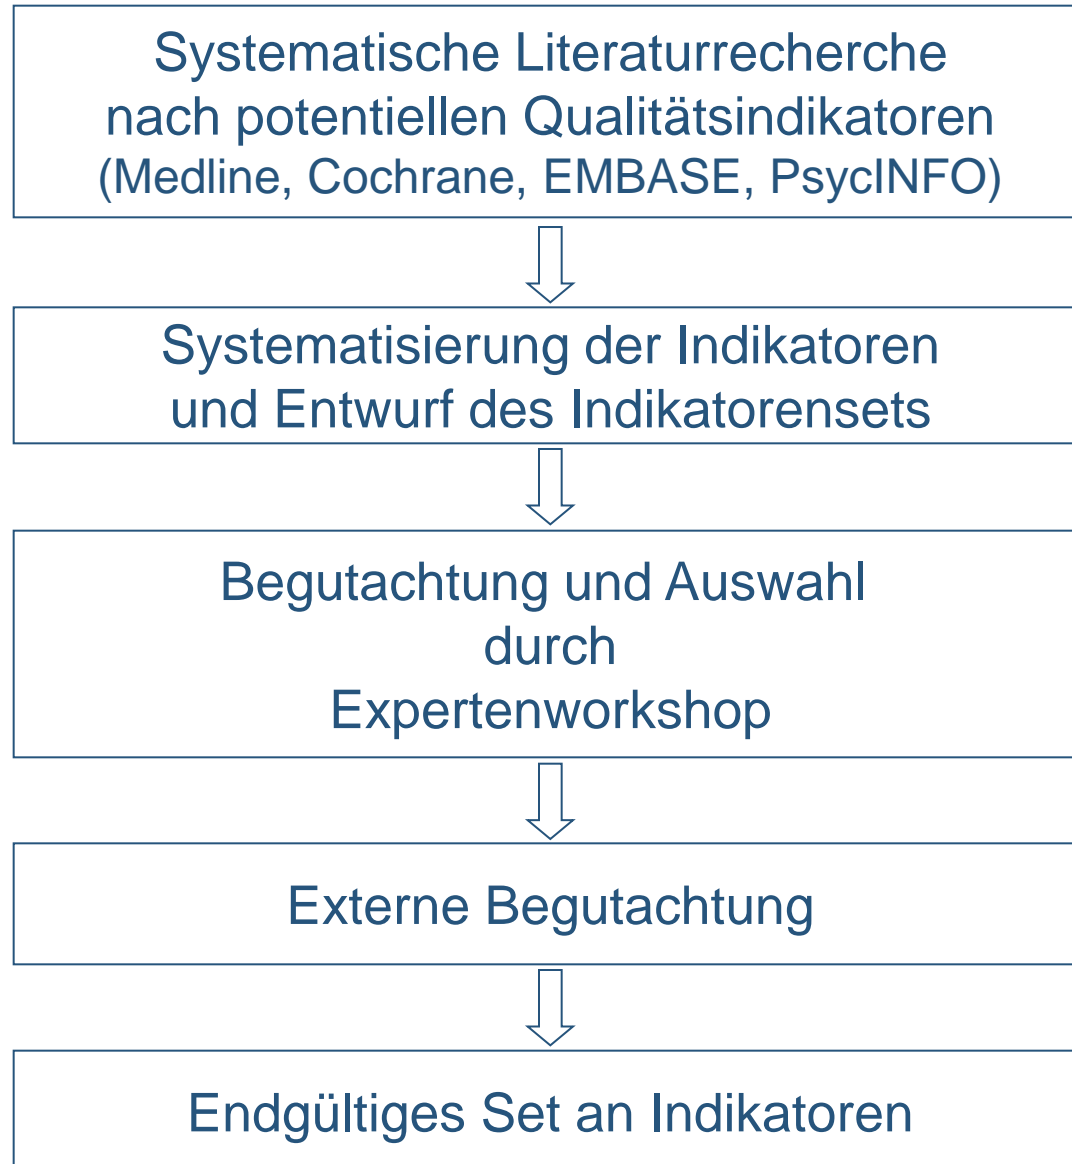 Systematische Literaturrecherche
nach potentiellen Qualitätsindikatoren
(Medline, Cochrane, EMBASE, PsycINFO)
Systematisierung der Indikatoren
und Entwurf des Indikatorensets
Begutachtung und Auswahl
durch
Expertenworkshop
Externe Begutachtung
Endgültiges Set an Indikatoren